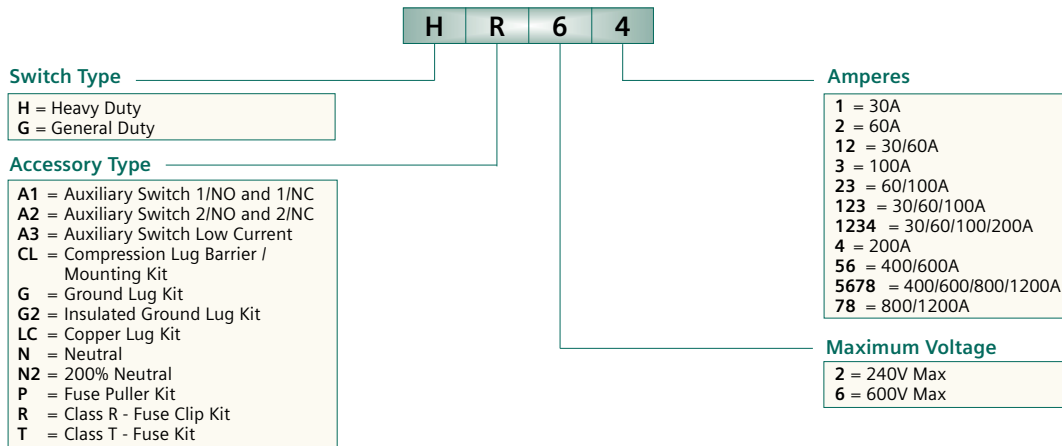 H R 6 4
Switch Type
H = Heavy Duty
G = General Duty
Accessory Type
A1 = Auxiliary Switch 1/NO and 1/NC
A2 = Auxiliary Switch 2/NO and 2/NC
A3 = Auxiliary Switch Low Current
CL = Compression Lug Barrier /
Mounting Kit
G = Ground Lug Kit
G2 = Insulated Ground Lug Kit
LC = Copper Lug Kit
N = Neutral
N2 = 200% Neutral
P = Fuse Puller Kit
R = Class R - Fuse Clip Kit
T = Class T - Fuse Kit
Amperes
1 = 30A
2 = 60A
12 = 30/60A
3 = 100A
23 = 60/100A
123 = 30/60/100A
1234 = 30/60/100/200A
4 = 200A
56 = 400/600A
5678 = 400/600/800/1200A
78 = 800/1200A
Maximum Voltage
2 = 240V Max
6 = 600V Max